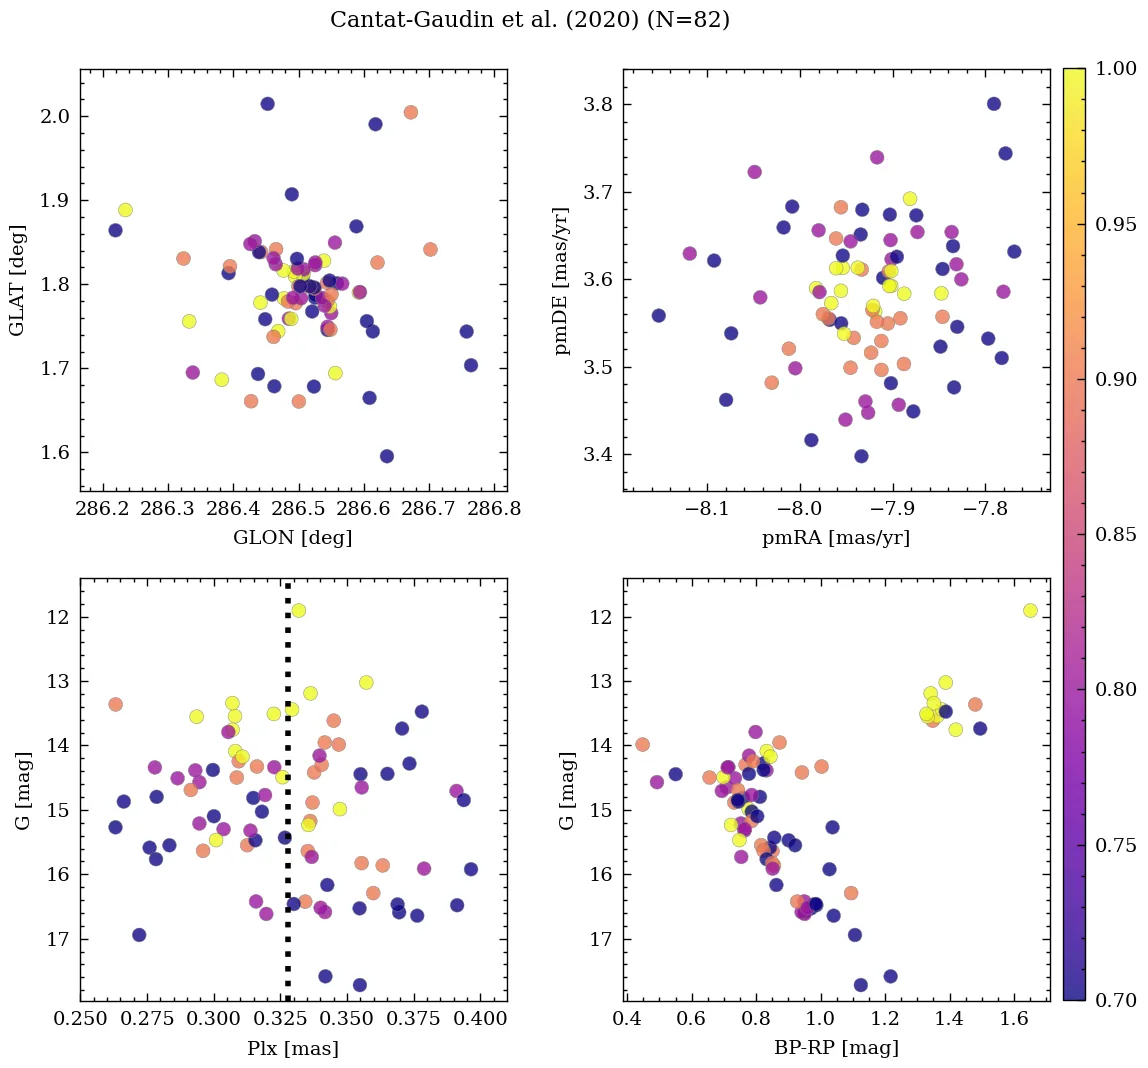 Cantat-Gaudin et al. (2020) (N=82)
2.0
1.9
1.8
1.7
1.6
GLAT [deg]
286.2 286.3 286.4 286.5 286.6 286.7 286.8
GLON [deg]
3.8
3.7
3.6
3.5
3.4
pmDE [mas/yr]
−8.1 −8.0 −7.9 −7.8
pmRA [mas/yr]
1.00
0.95
0.90
0.85
0.80
0.75
0.70
12
13
14
15
16
17
G [mag]
0.250 0.275 0.300 0.325 0.350 0.375 0.400
Plx [mas]
12
13
14
15
16
17
G [mag]
0.4 0.6 0.8 1.0 1.2 1.4 1.6
BP-RP [mag]